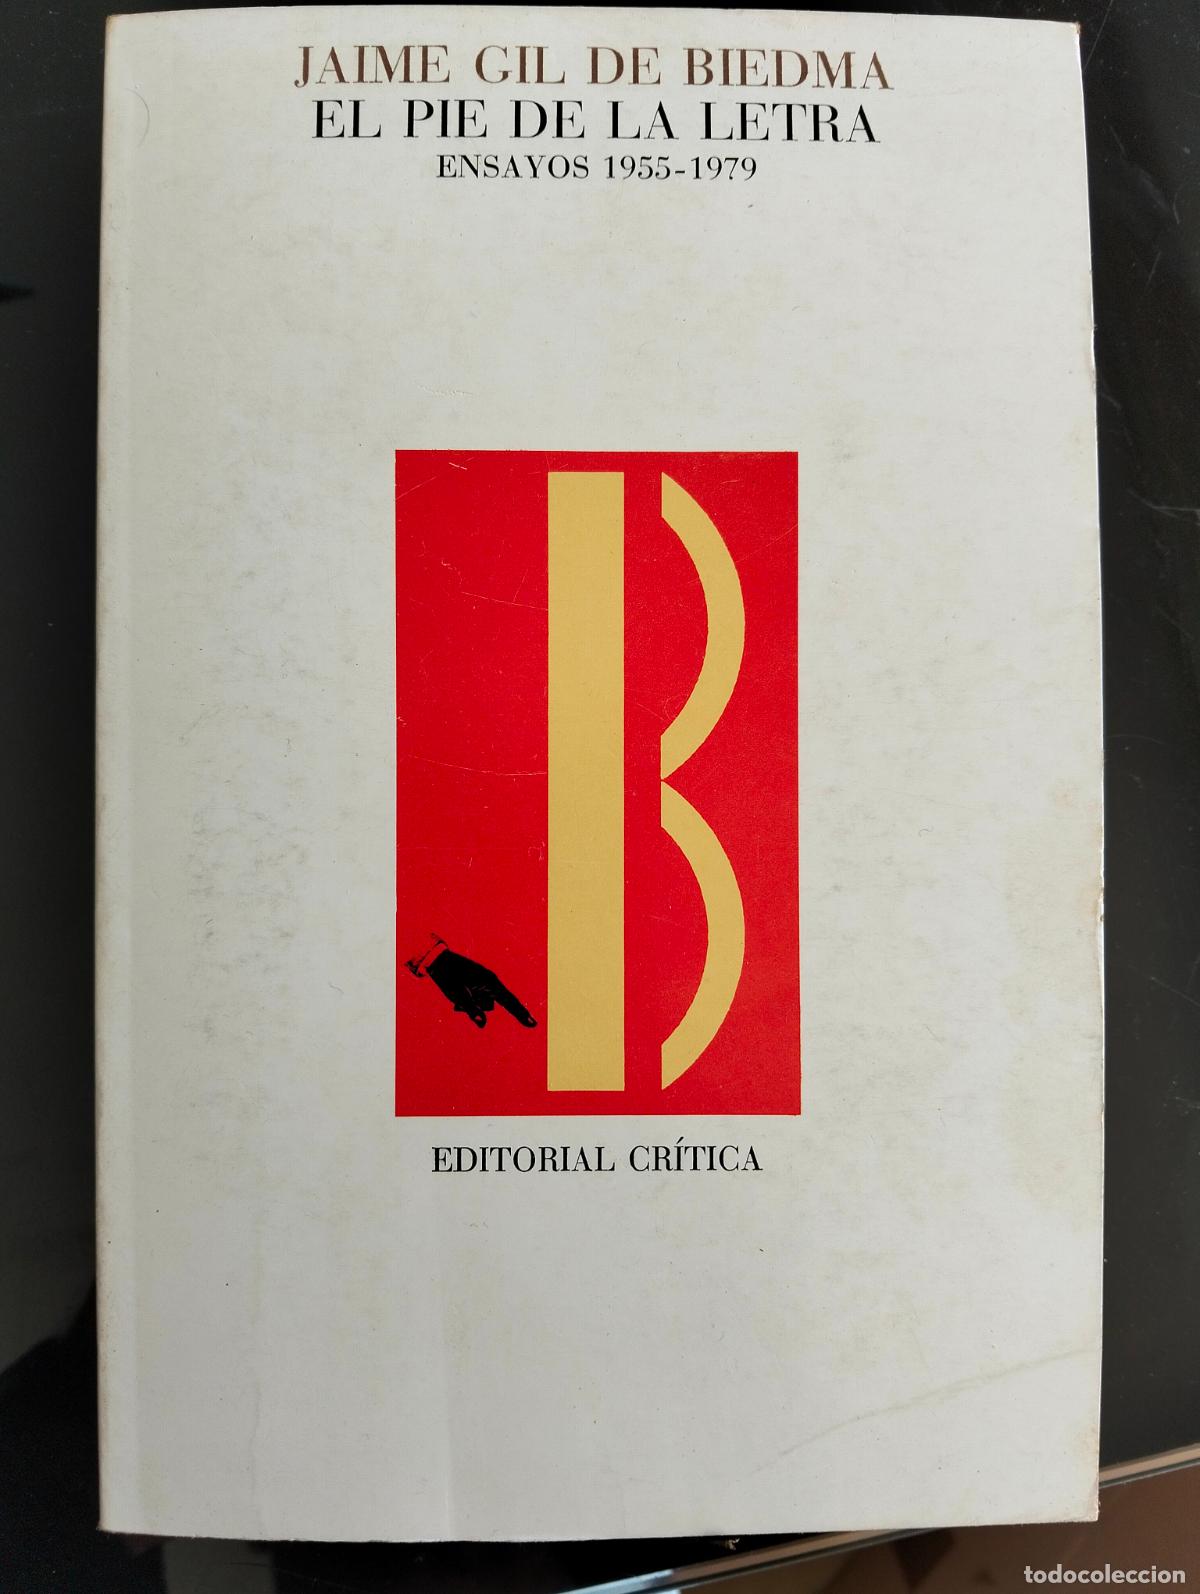 JAIME GIL DE BIEDMA
EL PIE DE LA LETRA
ENSAYOS 1955-1979
B
EDITORIAL CRÍTICA
todocoleccion